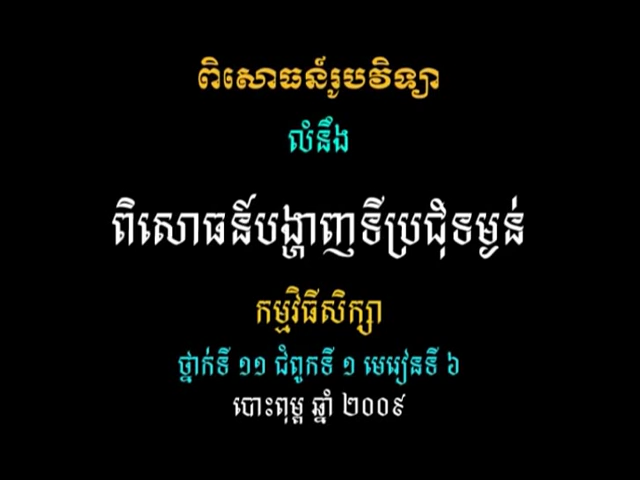 ពិសោធន៍រូបវិទ្យា
លំនឹង
ពិសោធន៍បង្ហាញទីប្រជុំទម្ងន់
កម្មវិធីសិក្សា
ថ្នាក់ទី ១១ ជំពូកទី ១ មេរៀនទី ៦
បោះពុម្ព ឆ្នាំ ២០០៩